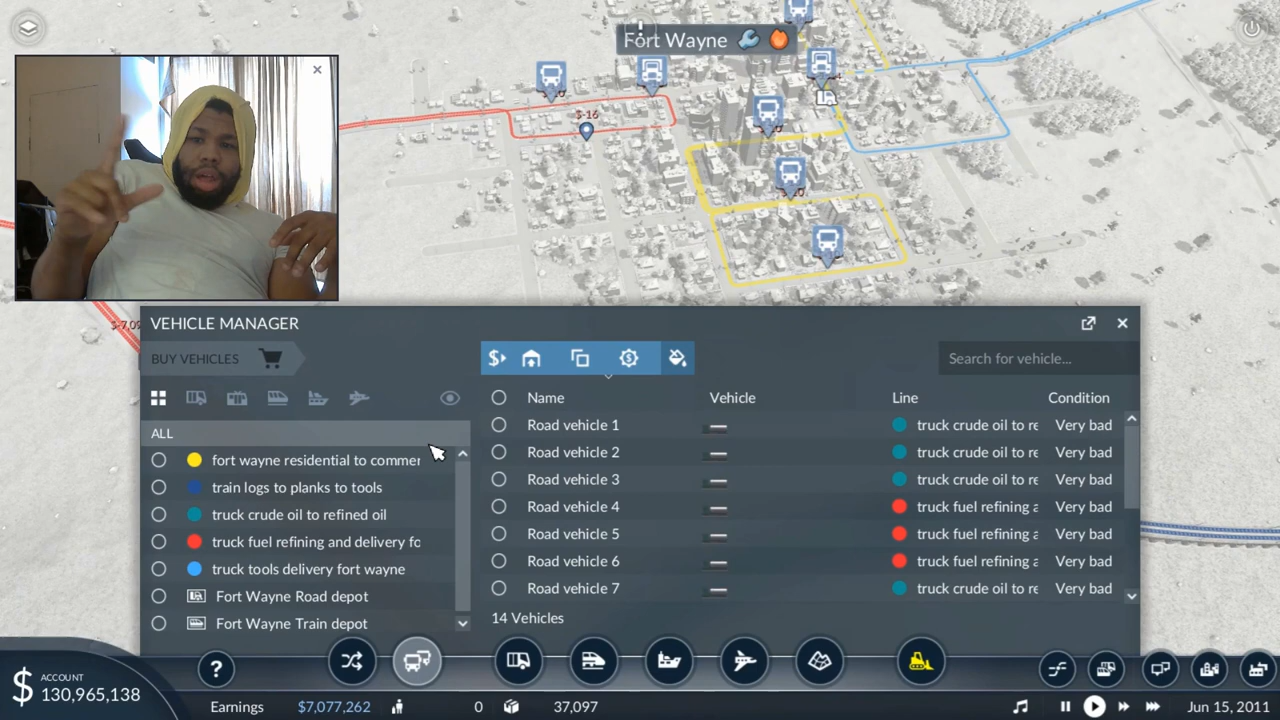 Fort Wayne
$-16
VEHICLE MANAGER
BUY VEHICLES
Search for vehicle...
Name Vehicle Line Condition
ALL
fort wayne residential to commer
train logs to planks to tools
truck crude oil to refined oil
truck fuel refining and delivery fo
truck tools delivery fort wayne
Fort Wayne Road depot
Fort Wayne Train depot
Road vehicle 1 truck crude oil to re Very bad
Road vehicle 2 truck crude oil to re Very bad
Road vehicle 3 truck crude oil to re Very bad
Road vehicle 4 truck fuel refining a Very bad
Road vehicle 5 truck fuel refining a Very bad
Road vehicle 6 truck fuel refining a Very bad
Road vehicle 7 truck crude oil to re Very bad
14 Vehicles
?
$ ACCOUNT
130,965,138
Earnings $7,077,262 0 37,097 Jun 15, 2011